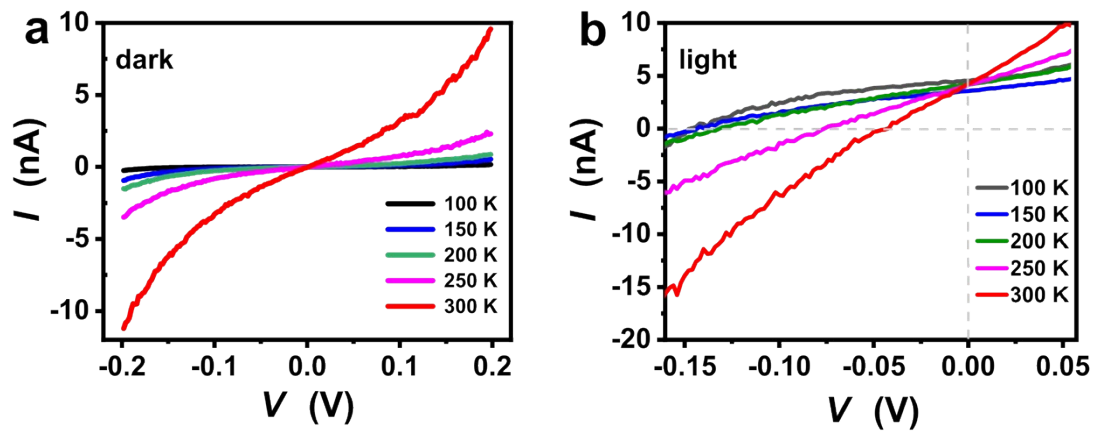 a
dark
I (nA)
10
5
0
-5
-10
-0.2
-0.1
0.0
0.1
0.2
V (V)
100 K
150 K
200 K
250 K
300 K
b
light
I (nA)
10
5
0
-5
-10
-15
-20
-0.15
-0.10
-0.05
0.00
0.05
V (V)
100 K
150 K
200 K
250 K
300 K